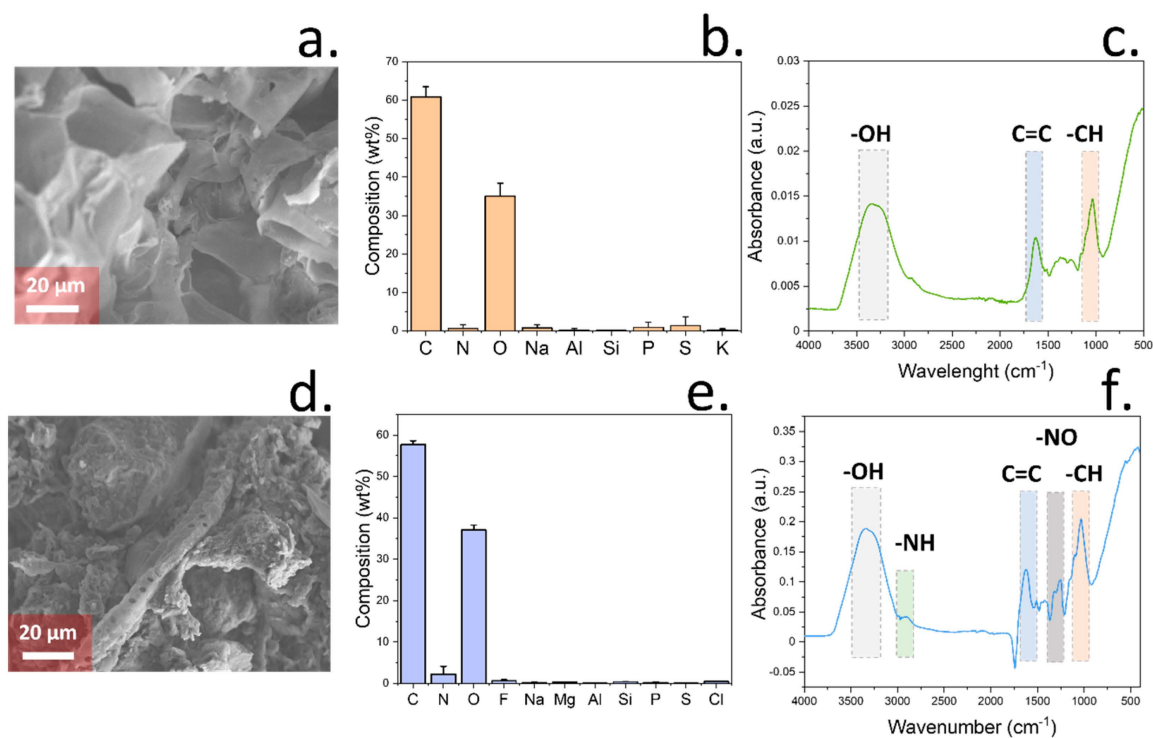 a.
20 µm
b.
Composition (wt%)
70
60
50
40
30
20
10
0
C N O Na Al Si P S K
c.
Absorbance (a.u.)
0.03
0.025
0.02
0.015
0.01
0.005
0
-OH C=C -CH
4000 3500 3000 2500 2000 1500 1000 500
Wavelenght (cm⁻¹)
d.
20 µm
e.
Composition (wt%)
60
50
40
30
20
10
0
C N O F Na Mg Al Si P S Cl
f.
Absorbance (a.u.)
0.35
0.3
0.25
0.2
0.15
0.1
0.05
0
-0.05
-NO
-OH C=C -CH
-NH
4000 3500 3000 2500 2000 1500 1000 500
Wavenumber (cm⁻¹)